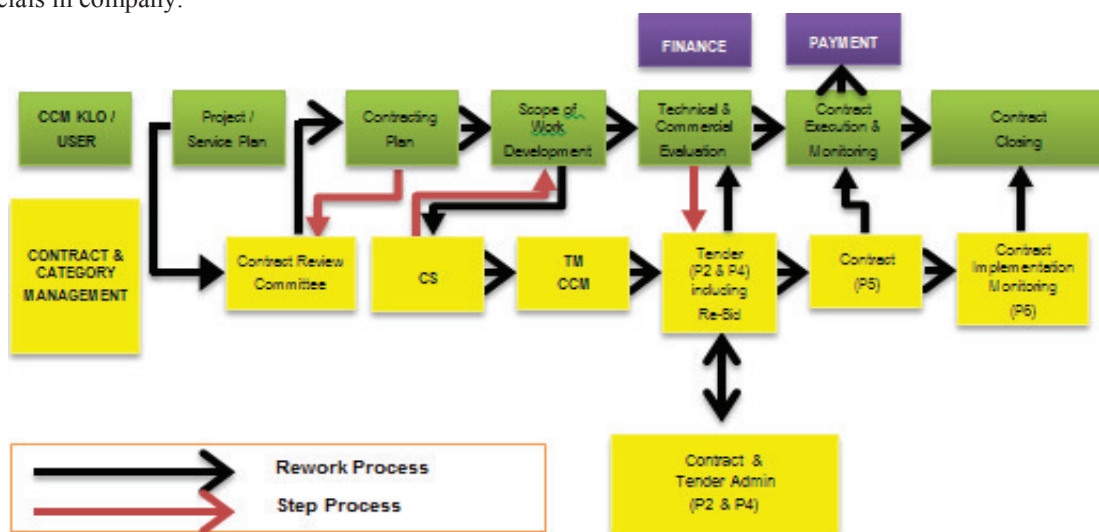 cials in company.
FINANCE
PAYMENT
CCM KLO /
USER
Project /
Service Plan
Contracting
Plan
Scope of
Work
Development
Technical &
Commercial
Evaluation
Contract
Execution &
Monitoring
Contract
Closing
CONTRACT &
CATEGORY
MANAGEMENT
Contract Review
Committee
CS
TM
CCM
Tender
(P2 & P4)
including
Re-Bid
Contract
(P5)
Contract
Implementation
Monitoring
(P6)
Rework Process
Step Process
Contract &
Tender Admin
(P2 & P4)